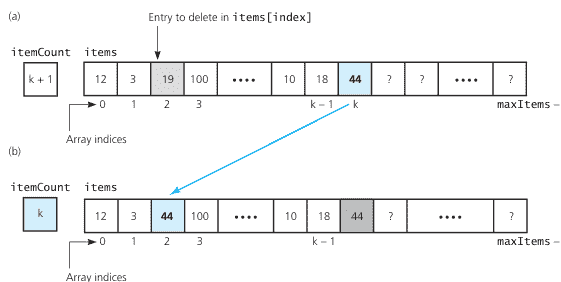 (a)
Entry to delete in items[index]
itemCount items
k + 1 12 3 19 100 •••• 10 18 44 ? ? •••• ?
0 1 2 3 k – 1 k maxItems –
Array indices
(b)
itemCount items
k 12 3 44 100 •••• 10 18 44 ? •••• ?
0 1 2 3 k – 1 maxItems –
Array indices